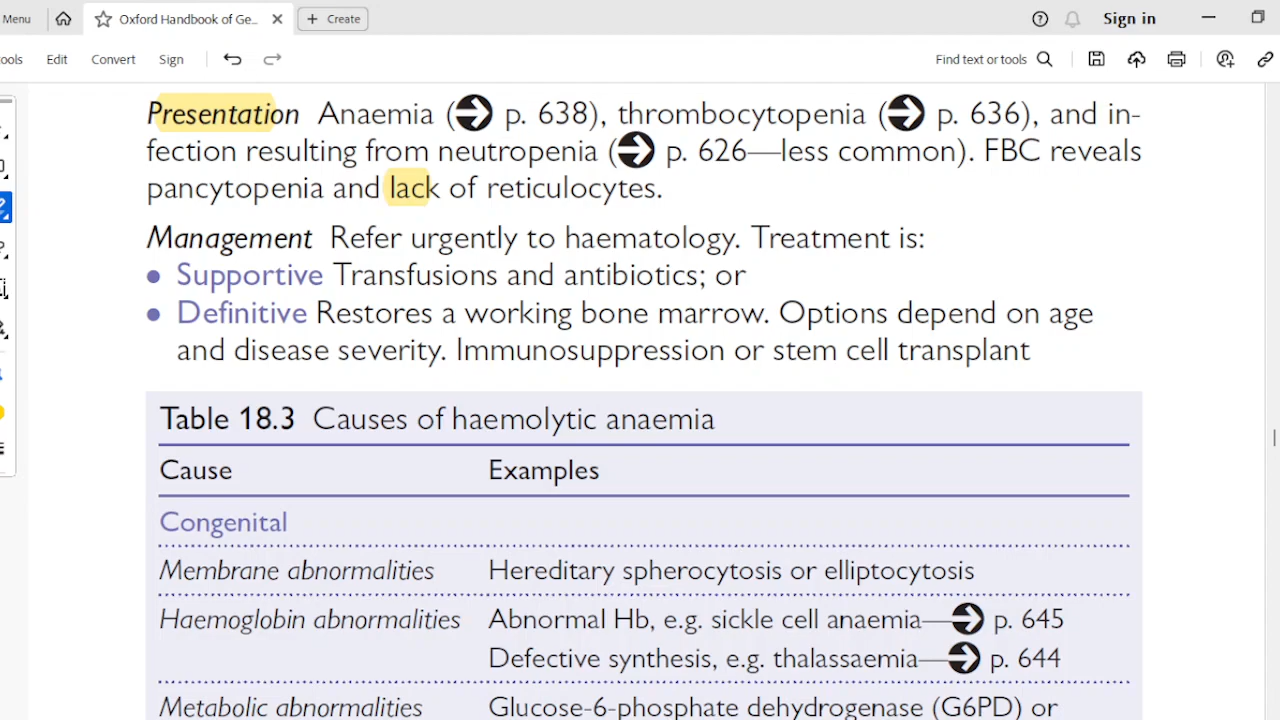 Menu Oxford Handbook of Ge... Create Sign in
ools Edit Convert Sign Find text or tools
Presentation Anaemia (➔ p. 638), thrombocytopenia (➔ p. 636), and in-
fection resulting from neutropenia (➔ p. 626—less common). FBC reveals
pancytopenia and lack of reticulocytes.
Management Refer urgently to haematology. Treatment is:
• Supportive Transfusions and antibiotics; or
• Definitive Restores a working bone marrow. Options depend on age
and disease severity. Immunosuppression or stem cell transplant
Table 18.3 Causes of haemolytic anaemia
Cause Examples
Congenital
Membrane abnormalities Hereditary spherocytosis or elliptocytosis
Haemoglobin abnormalities Abnormal Hb, e.g. sickle cell anaemia—➔ p. 645
Defective synthesis, e.g. thalassaemia—➔ p. 644
Metabolic abnormalities Glucose-6-phosphate dehydrogenase (G6PD) or